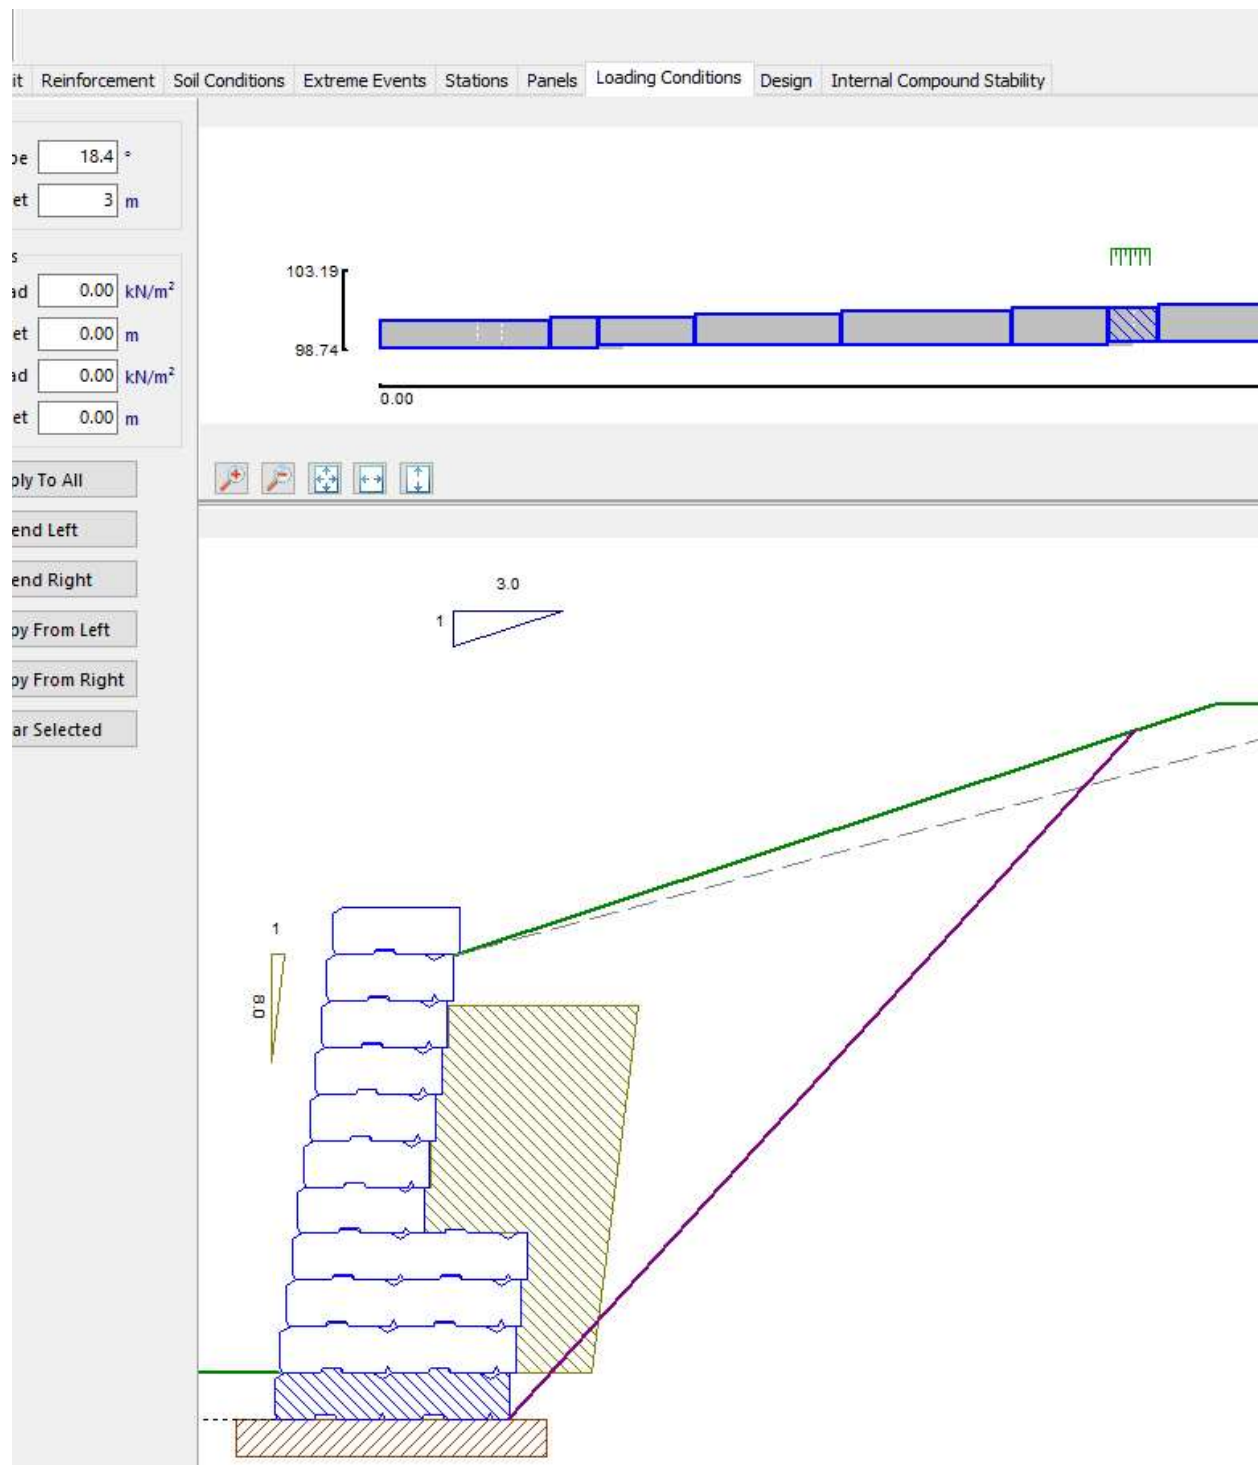 it Reinforcement Soil Conditions Extreme Events Stations Panels Loading Conditions Design Internal Compound Stability
pe 18.4 °
et 3 m
s
ad 0.00 kN/m²
et 0.00 m
ad 0.00 kN/m²
et 0.00 m
ply To All
end Left
end Right
py From Left
py From Right
ar Selected
103.19
98.74
0.00
3.0
1
1
8.0